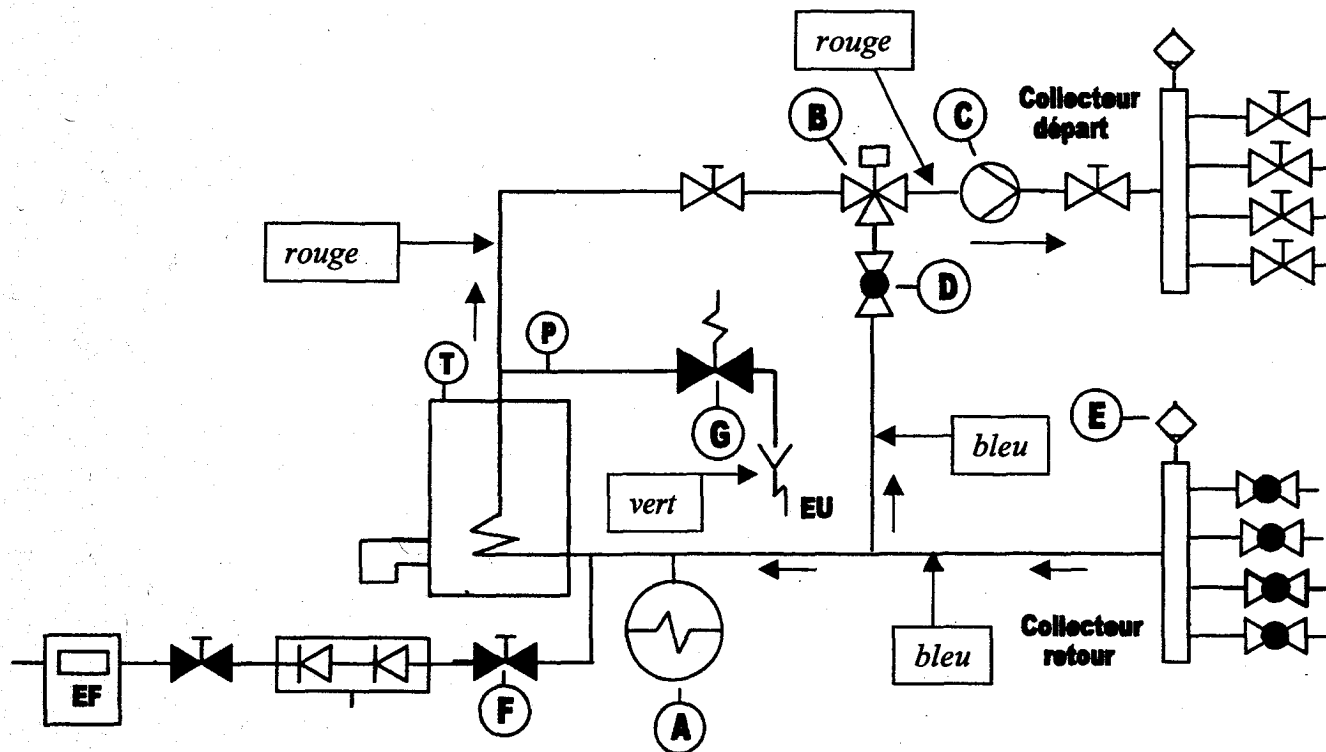 rouge
B
C
Collecteur
départ
rouge
D
P
T
G
E
bleu
vert
EU
Collecteur
retour
bleu
EF
F
A